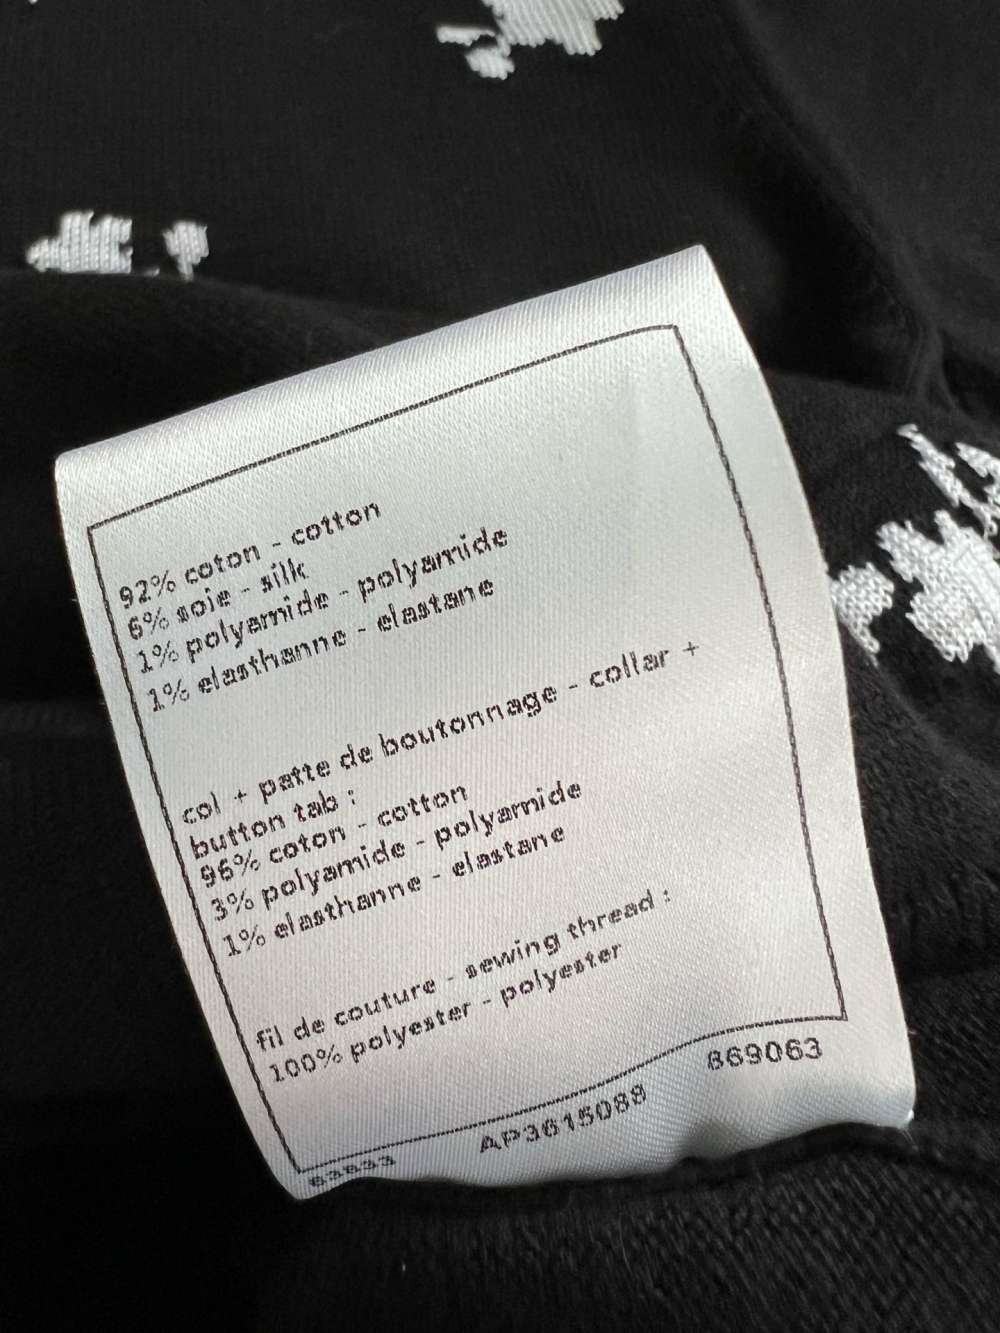 92% coton - cotton
6% soie - silk
1% polyamide - polyamide
1% elasthanne - elastane
col + patte de boutonnage - collar +
button tab :
96% coton - cotton
3% polyamide - polyamide
1% elasthanne - elastane
fil de couture - sewing thread :
100% polyester - polyester
63833 AP3615088 869063